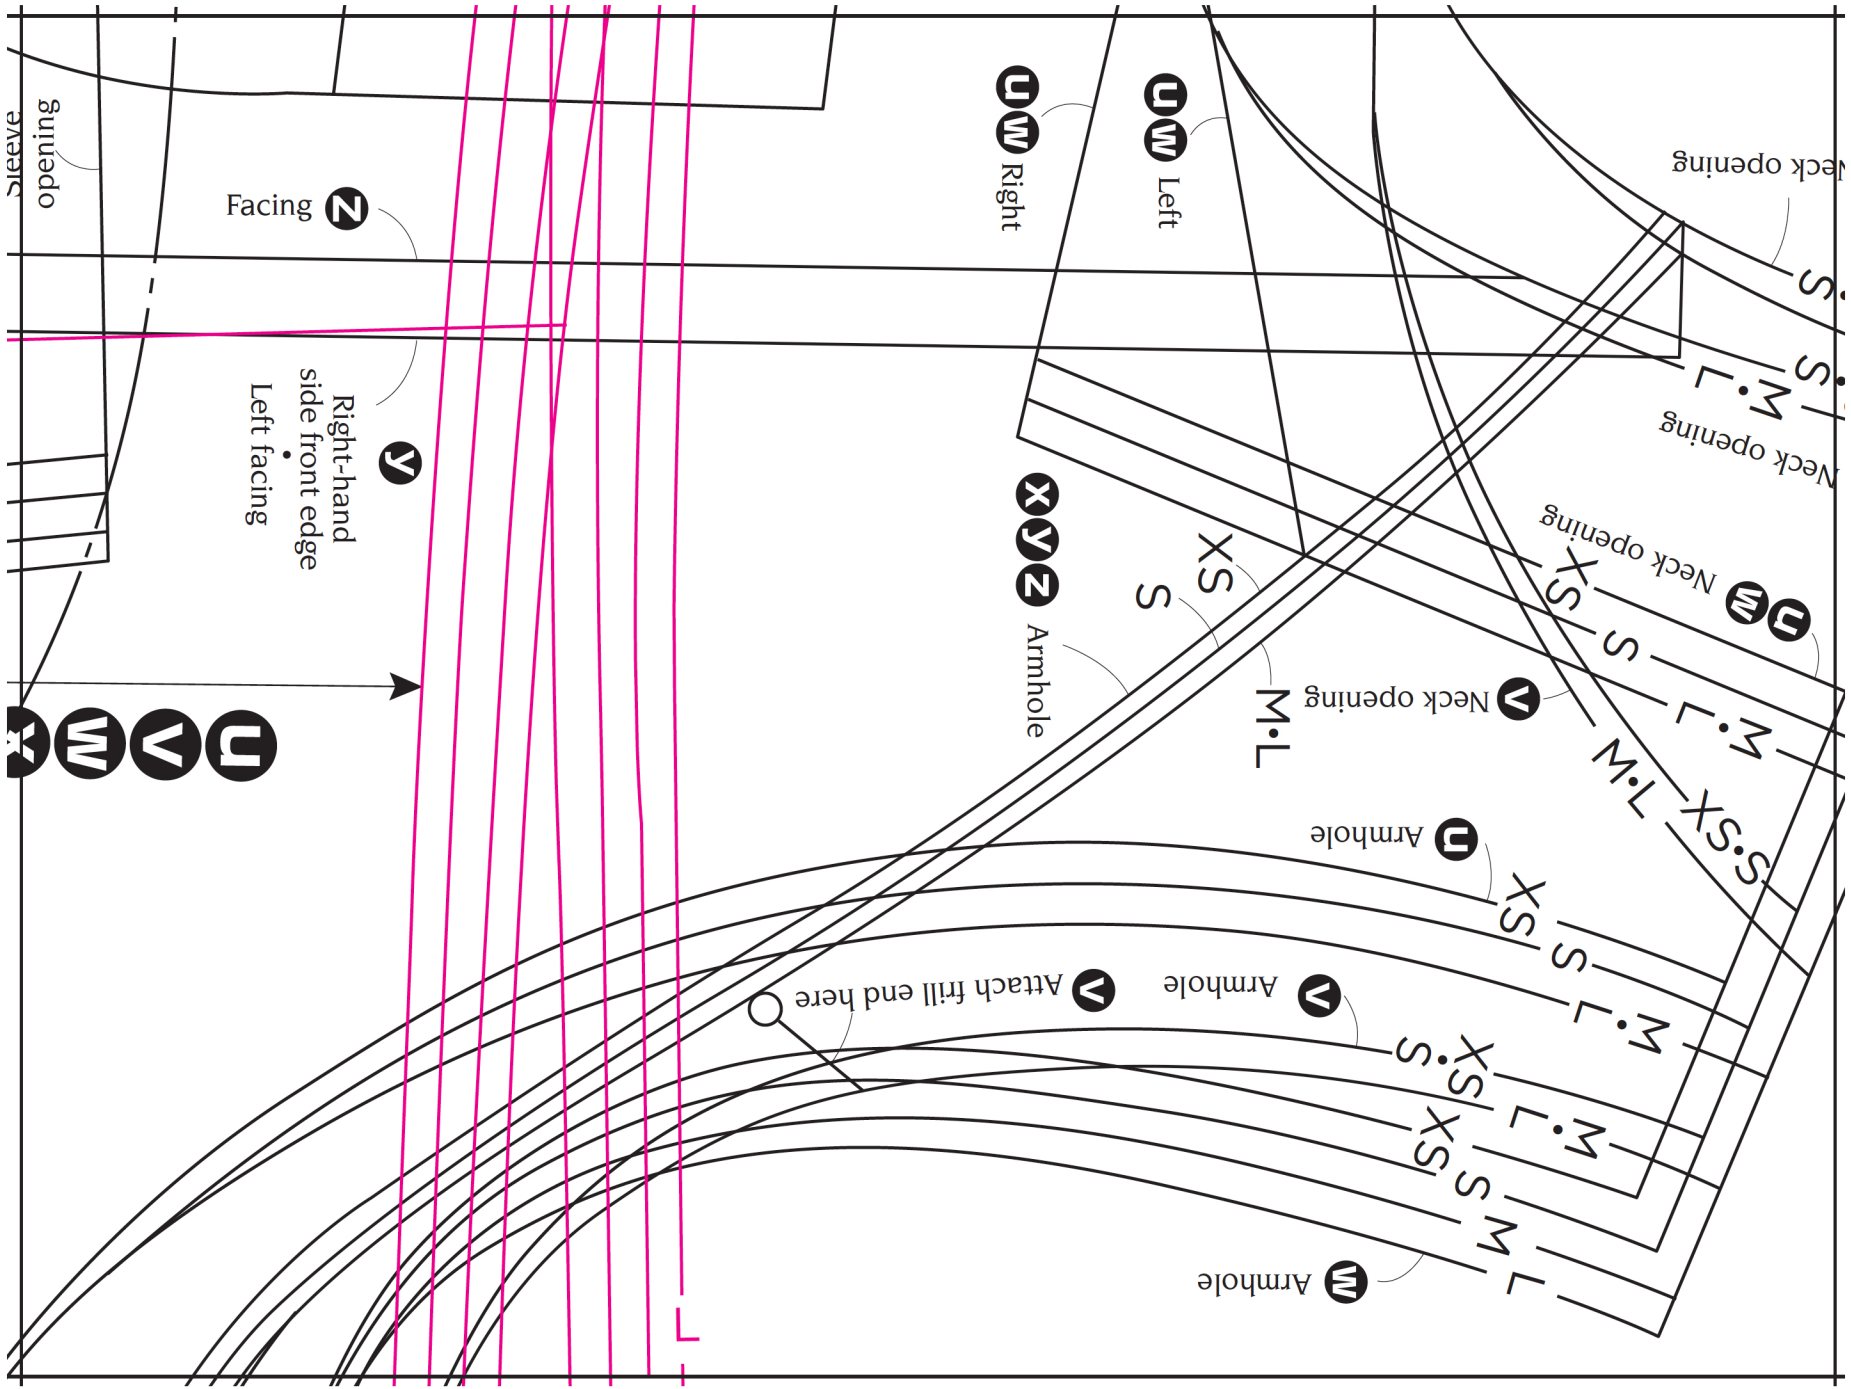 Sleeve
opening
Facing z
Right-hand
side front edge
•
Left facing
y
x w v u
u w Right
u w Left
x y z Armhole
XS
S
M•L
Neck opening
S•
S•
L•M
Neck opening
Neck opening
w u
XS
S
L•M
Neck opening v
M•L
XS•S
Armhole u
XS
S
L•M
Attach frill end here v
Armhole v
S•XS
L•M
XS
S
M
L
Armhole w
L